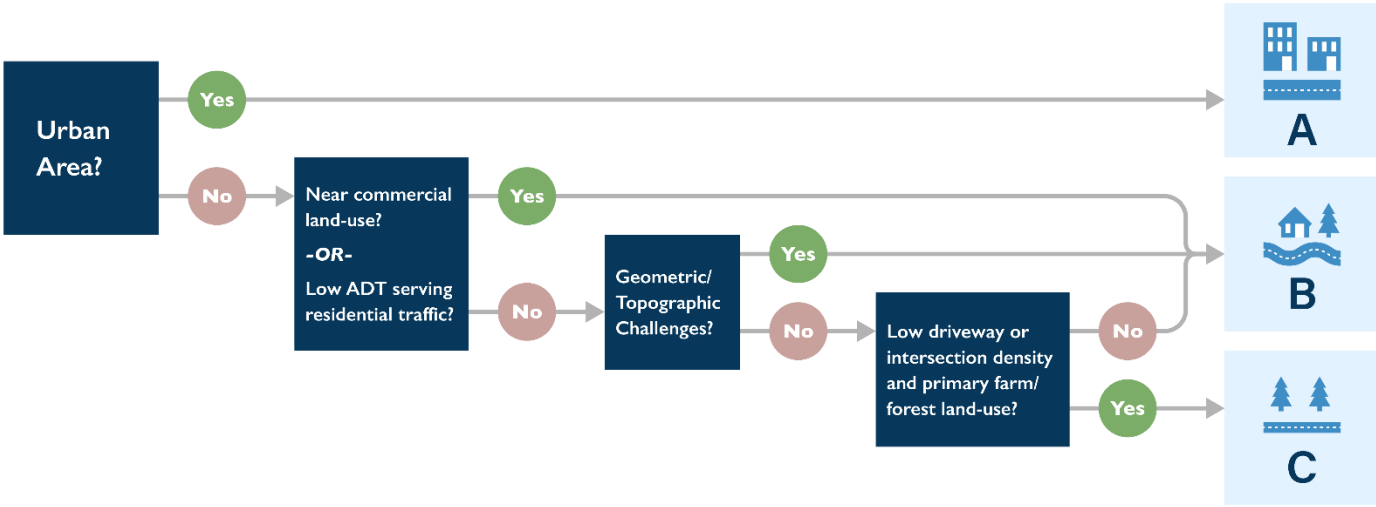 Urban
Area?
Yes
No
Near commercial
land-use?
-OR-
Low ADT serving
residential traffic?
Yes
No
Geometric/
Topographic
Challenges?
Yes
No
Low driveway or
intersection density
and primary farm/
forest land-use?
No
Yes
A
B
C